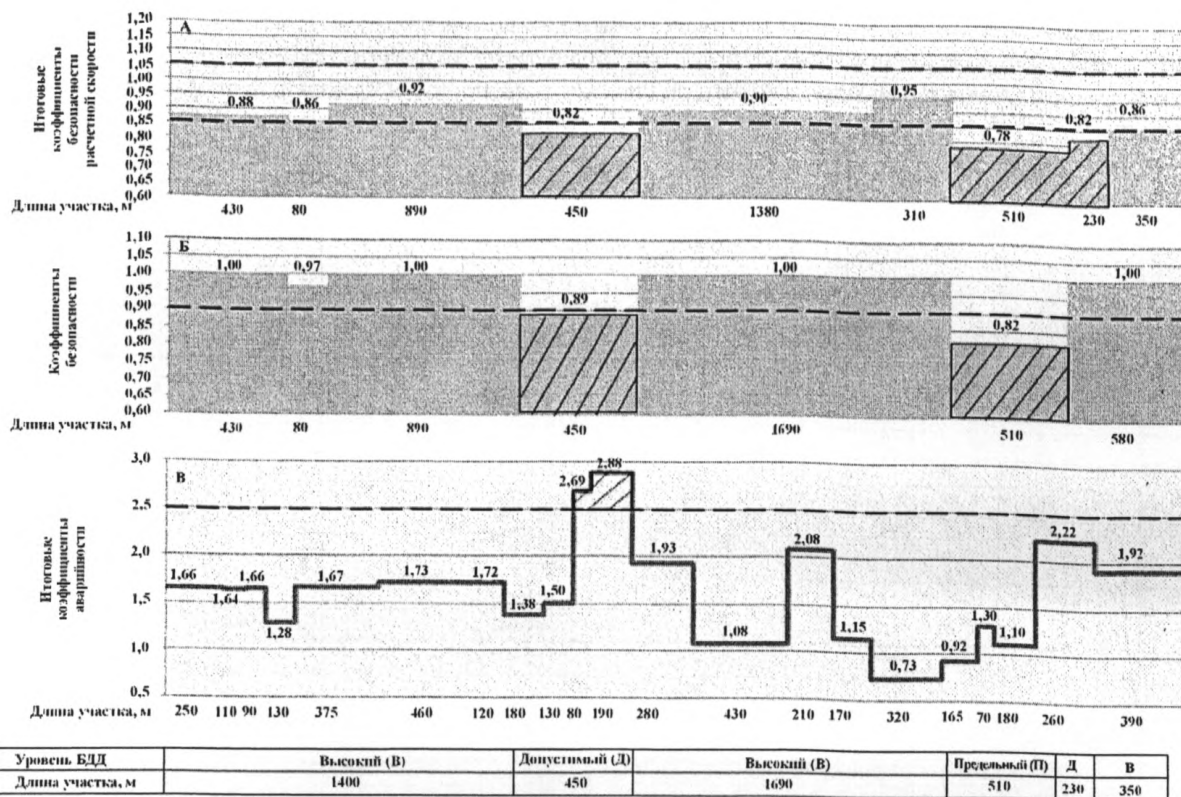 А
Итоговые
коэффициенты
безопасности
расчетной скорости
1,20
1,15
1,10
1,05
1,00
0,95
0,90
0,85
0,80
0,75
0,70
0,65
0,60
0,88 0,86 0,92 0,82 0,90 0,95 0,78 0,82 0,86
Длина участка, м 430 80 890 450 1380 310 510 230 350
Б
Коэффициенты
безопасности
1,10
1,05
1,00
0,95
0,90
0,85
0,80
0,75
0,70
0,65
0,60
1,00 0,97 1,00 0,89 1,00 0,82 1,00
Длина участка, м 430 80 890 450 1690 510 580
В
Итоговые
коэффициенты
аварийности
3,0
2,5
2,0
1,5
1,0
0,5
1,66 1,64 1,66 1,28 1,67 1,73 1,72 1,38 1,50 2,69 2,88 1,93 1,08 2,08 1,15 0,73 0,92 1,30 1,10 2,22 1,92
Длина участка, м 250 110 90 130 375 460 120 180 130 80 190 280 430 210 170 320 165 70 180 260 390
Уровень БДД Высокий (В) Допустимый (Д) Высокий (В) Предельный (П) Д В
Длина участка, м 1400 450 1690 510 230 350